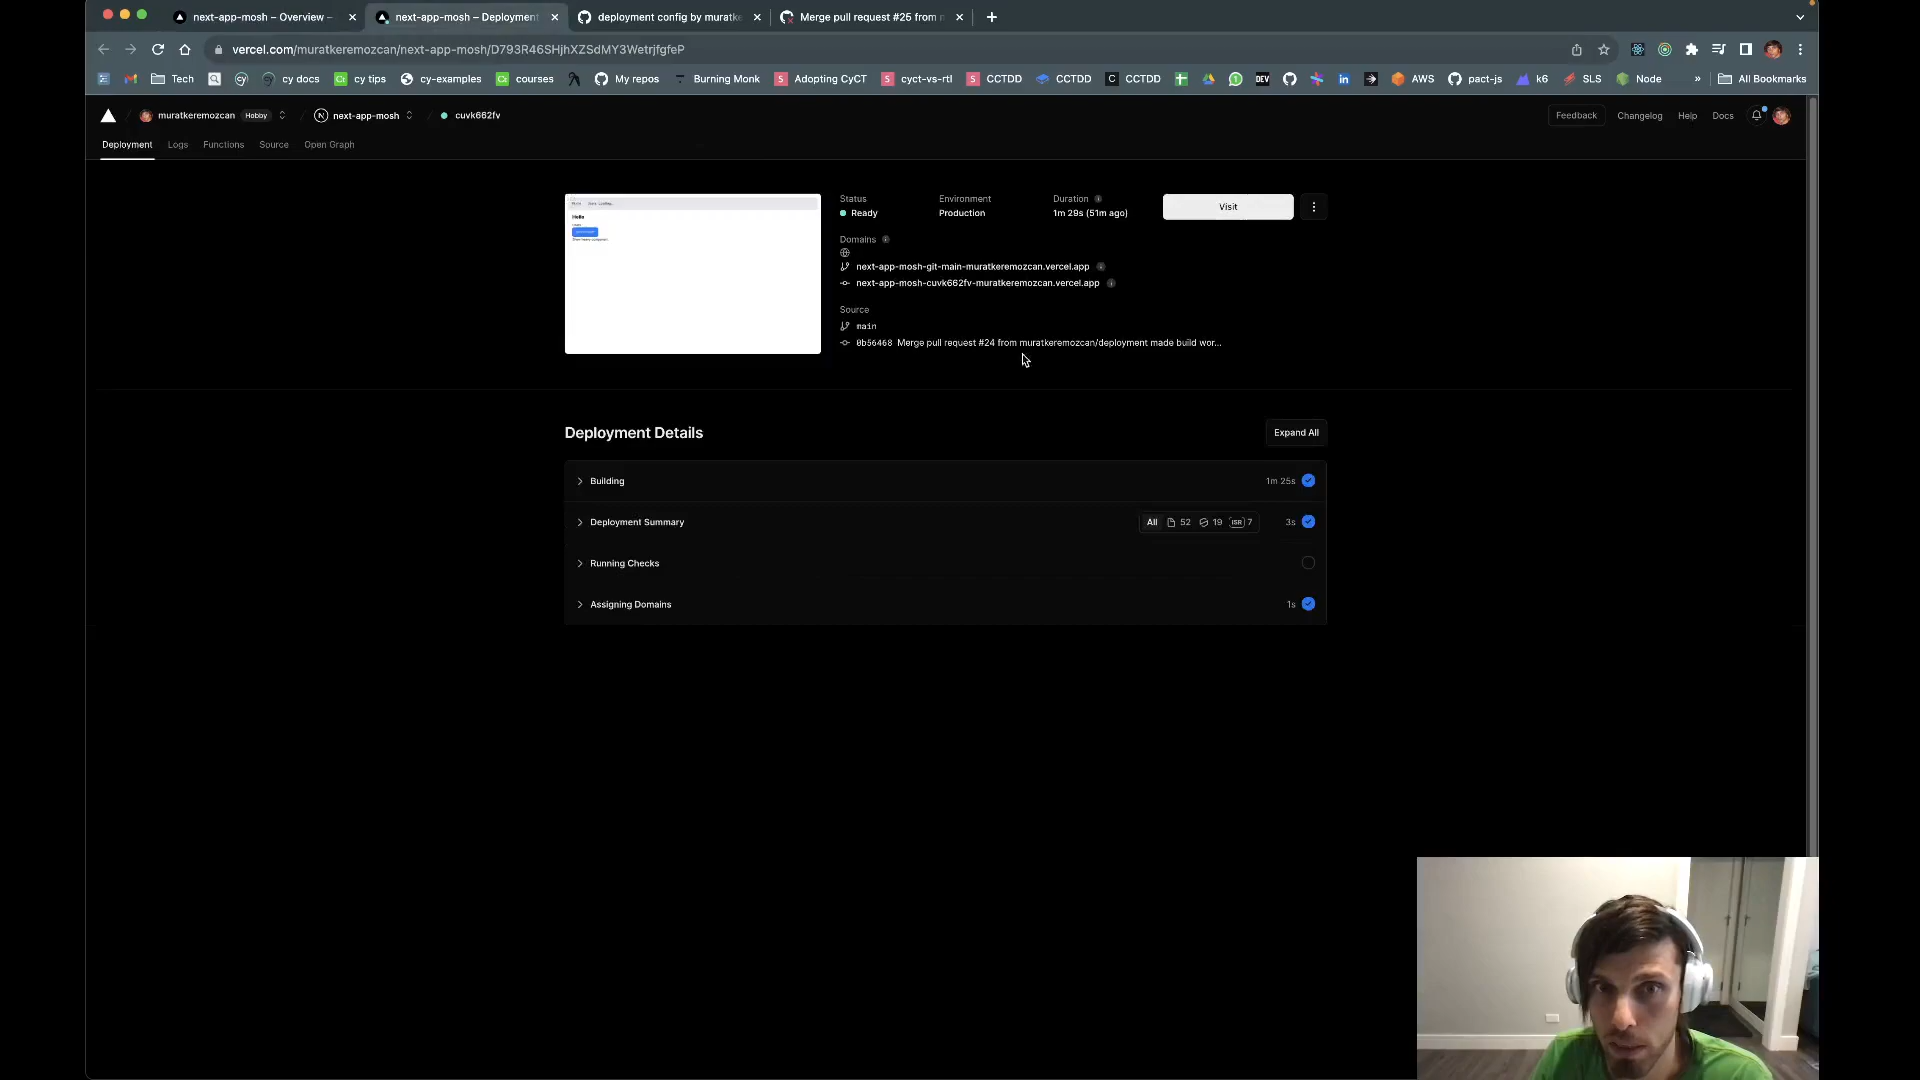 next-app-mosh – Overview –
next-app-mosh – Deployment
deployment config by muratke
Merge pull request #25 from m
vercel.com/muratkeremozcan/next-app-mosh/D793R46SHjhXZSdMY3WetrjfgfeP
Tech
cy docs
cy tips
cy-examples
courses
My repos
Burning Monk
Adopting CyCT
cyct-vs-rtl
CCTDD
CCTDD
CCTDD
AWS
pact-js
k6
SLS
Node
»
All Bookmarks
muratkeremozcan
Hobby
next-app-mosh
cuvk662fv
Feedback
Changelog
Help
Docs
Deployment
Logs
Functions
Source
Open Graph
Hello
Status
Ready
Environment
Production
Duration
1m 29s (51m ago)
Visit
Domains
next-app-mosh-git-main-muratkeremozcan.vercel.app
next-app-mosh-cuvk662fv-muratkeremozcan.vercel.app
Source
main
0b56468 Merge pull request #24 from muratkeremozcan/deployment made build wor...
Deployment Details
Expand All
Building
1m 25s
Deployment Summary
All 52 19 ISR 7
3s
Running Checks
Assigning Domains
1s